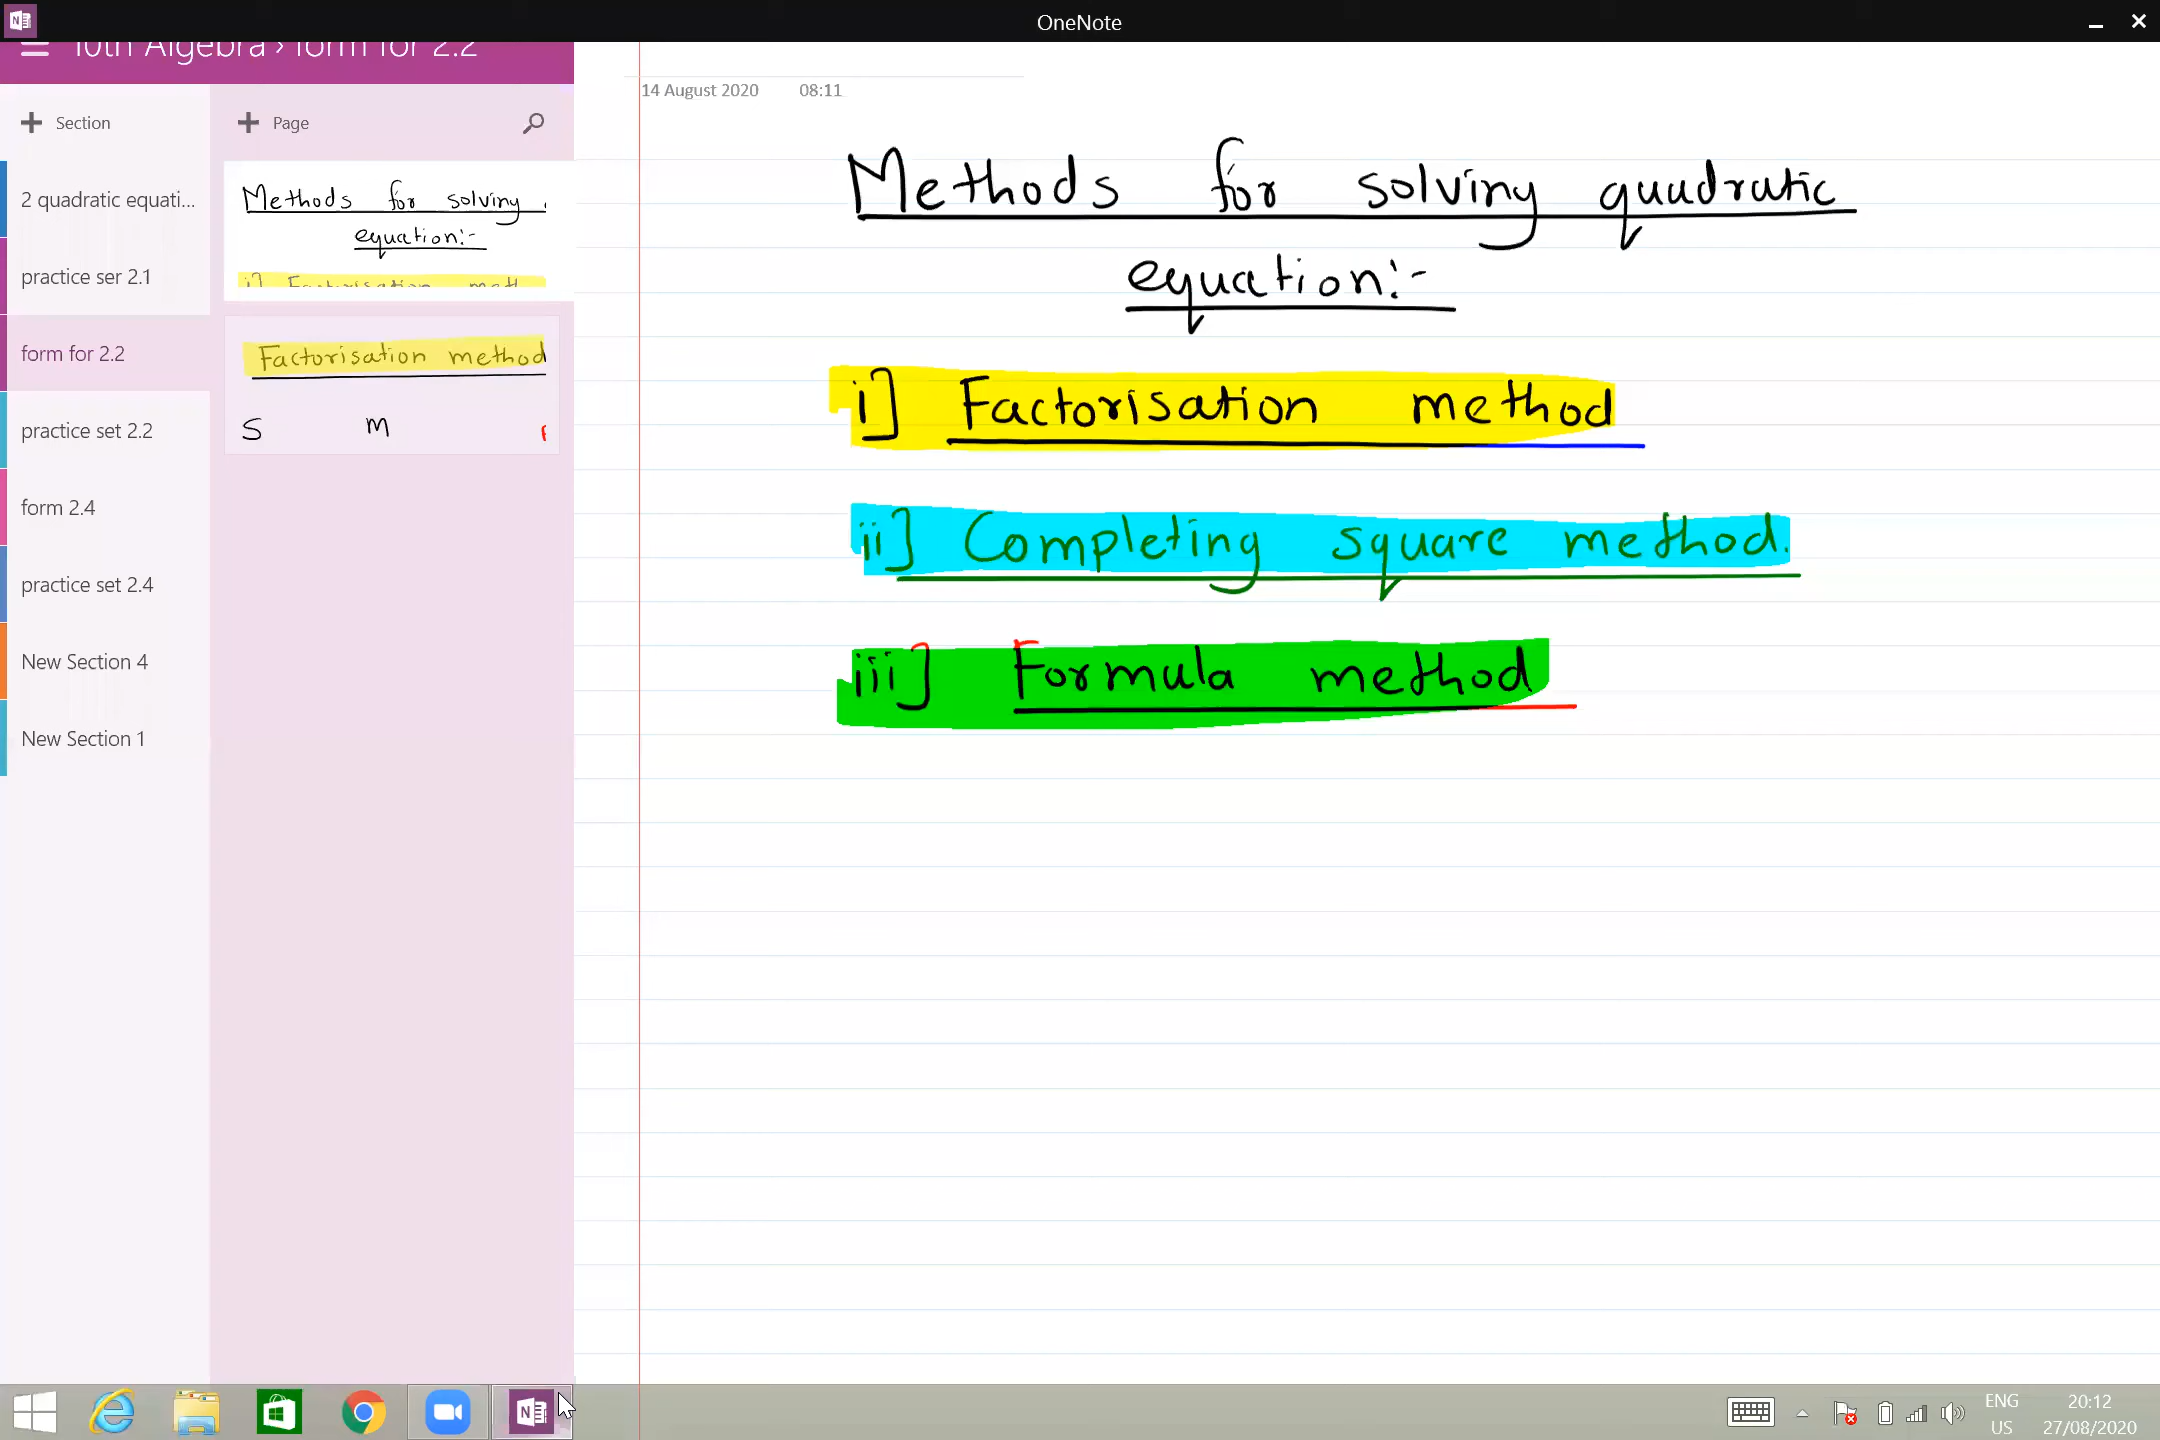 OneNote
10th Algebra › form for 2.2
Section
Page
2 quadratic equati...
practice ser 2.1
form for 2.2
practice set 2.2
form 2.4
practice set 2.4
New Section 4
New Section 1
Methods for solving
equation:-
i] Factorisation meth
Factorisation method
S m
14 August 2020 08:11
Methods for solving quadratic
equation:-
i] Factorisation method
ii] Completing square method.
iii] Formula method
ENG
US
20:12
27/08/2020